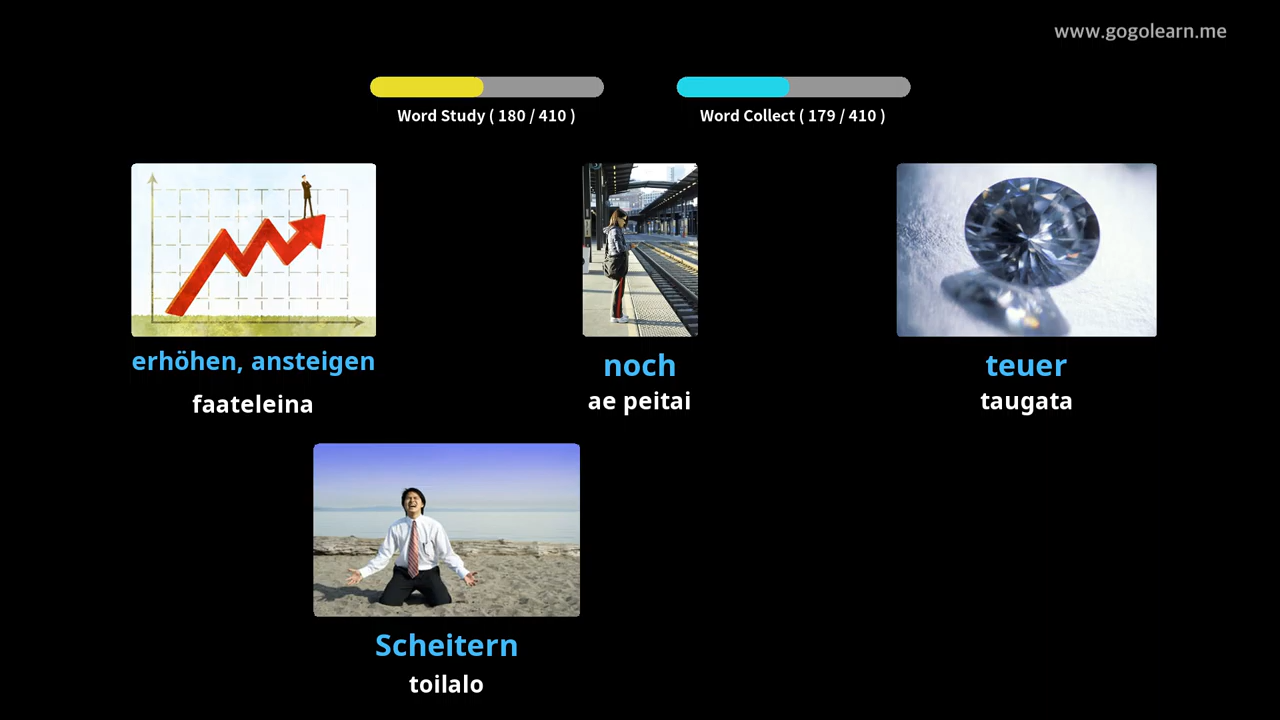 www.gogolearn.me
Word Study ( 180 / 410 )
Word Collect ( 179 / 410 )
erhöhen, ansteigen
faateleina
noch
ae peitai
teuer
taugata
Scheitern
toilalo